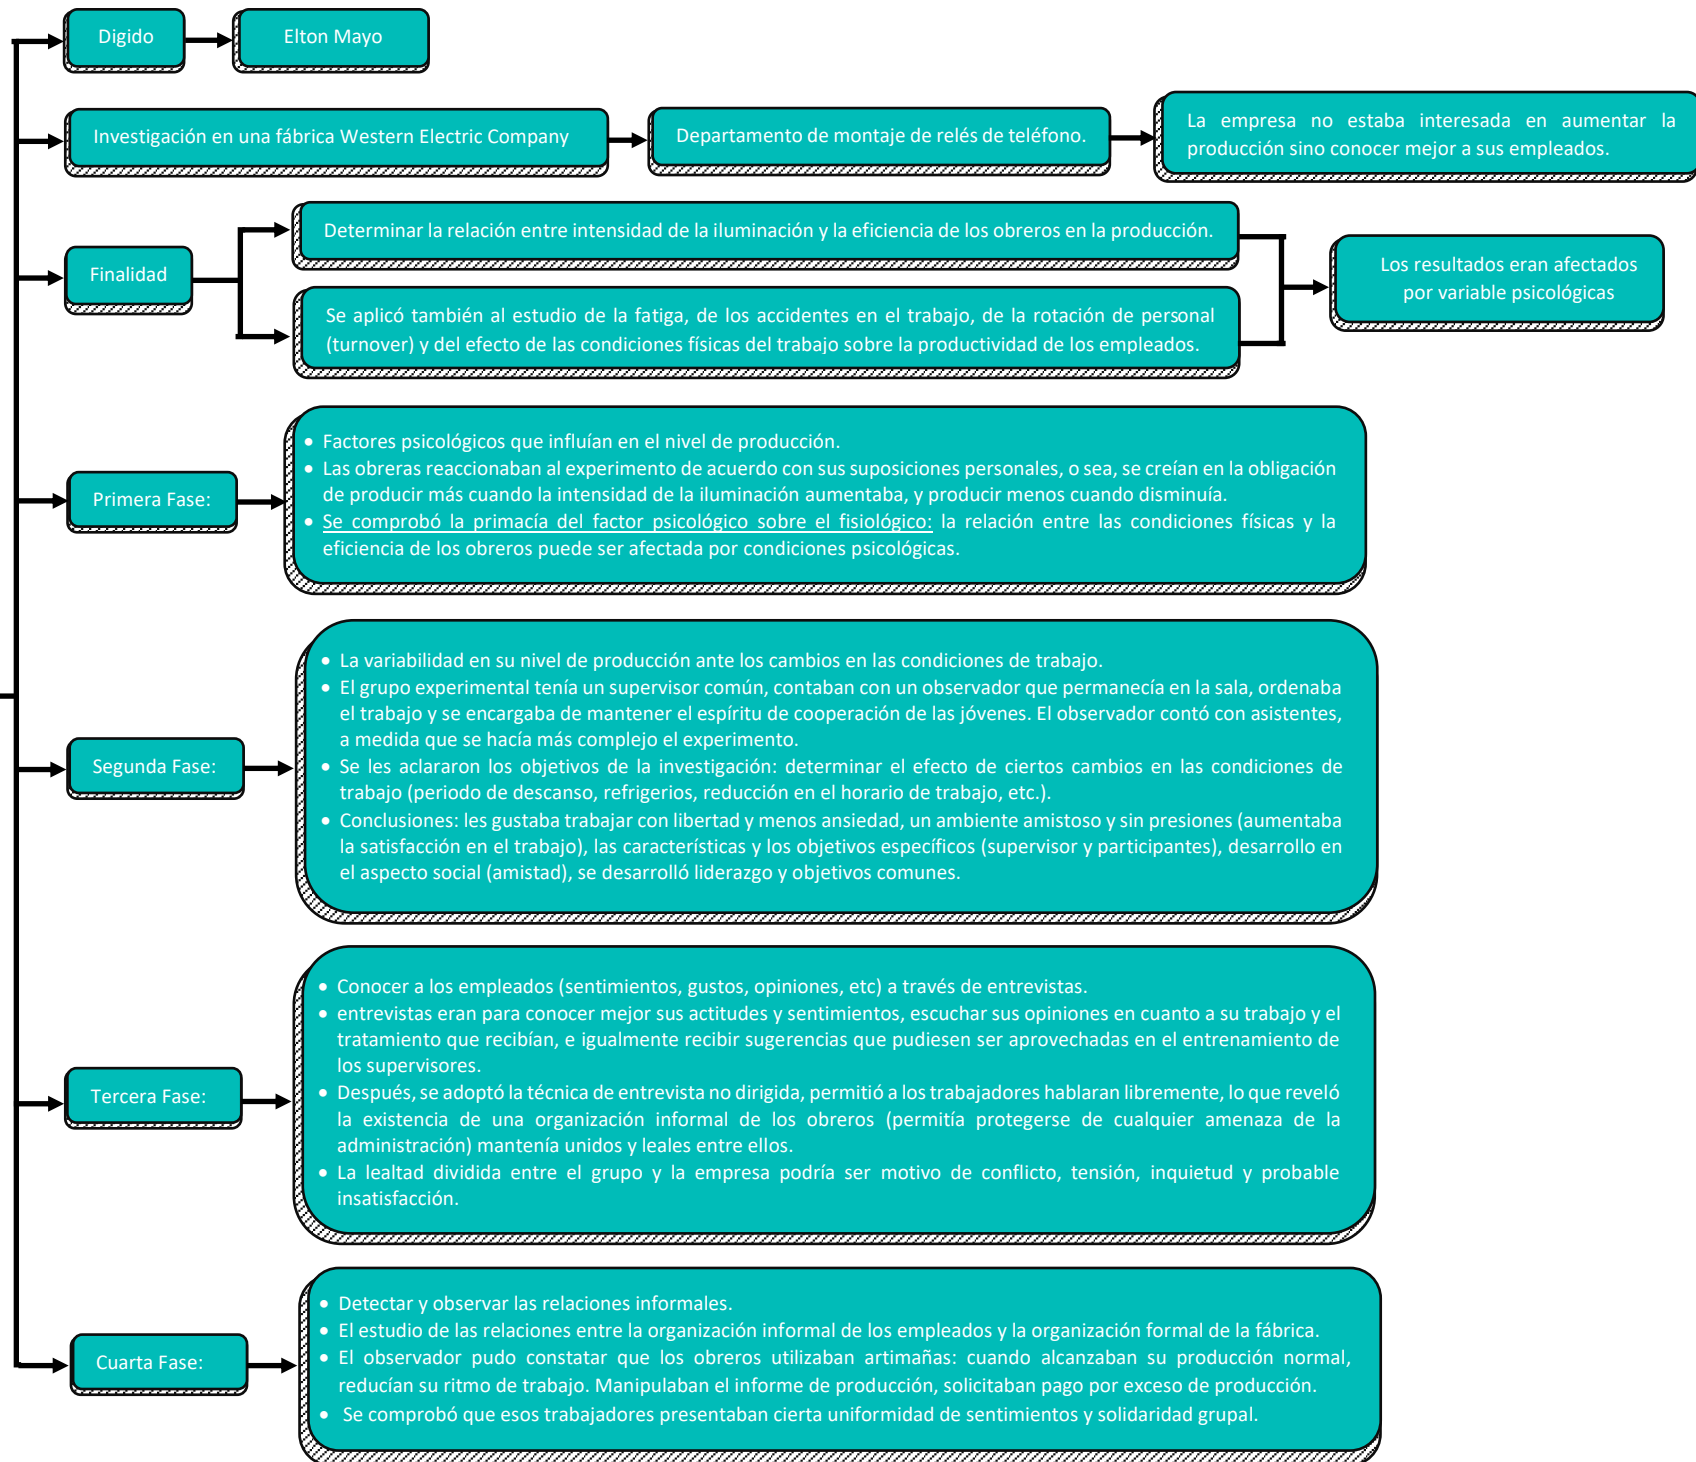 Digido
Elton Mayo
Investigación en una fábrica Western Electric Company
Departamento de montaje de relés de teléfono.
La empresa no estaba interesada en aumentar la
producción sino conocer mejor a sus empleados.
Finalidad
Determinar la relación entre intensidad de la iluminación y la eficiencia de los obreros en la producción.
Se aplicó también al estudio de la fatiga, de los accidentes en el trabajo, de la rotación de personal
(turnover) y del efecto de las condiciones físicas del trabajo sobre la productividad de los empleados.
Los resultados eran afectados
por variable psicológicas
Primera Fase:
• Factores psicológicos que influían en el nivel de producción.
• Las obreras reaccionaban al experimento de acuerdo con sus suposiciones personales, o sea, se creían en la obligación
de producir más cuando la intensidad de la iluminación aumentaba, y producir menos cuando disminuía.
• Se comprobó la primacía del factor psicológico sobre el fisiológico: la relación entre las condiciones físicas y la
eficiencia de los obreros puede ser afectada por condiciones psicológicas.
Segunda Fase:
• La variabilidad en su nivel de producción ante los cambios en las condiciones de trabajo.
• El grupo experimental tenía un supervisor común, contaban con un observador que permanecía en la sala, ordenaba
el trabajo y se encargaba de mantener el espíritu de cooperación de las jóvenes. El observador contó con asistentes,
a medida que se hacía más complejo el experimento.
• Se les aclararon los objetivos de la investigación: determinar el efecto de ciertos cambios en las condiciones de
trabajo (periodo de descanso, refrigerios, reducción en el horario de trabajo, etc.).
• Conclusiones: les gustaba trabajar con libertad y menos ansiedad, un ambiente amistoso y sin presiones (aumentaba
la satisfacción en el trabajo), las características y los objetivos específicos (supervisor y participantes), desarrollo en
el aspecto social (amistad), se desarrolló liderazgo y objetivos comunes.
Tercera Fase:
• Conocer a los empleados (sentimientos, gustos, opiniones, etc) a través de entrevistas.
• entrevistas eran para conocer mejor sus actitudes y sentimientos, escuchar sus opiniones en cuanto a su trabajo y el
tratamiento que recibían, e igualmente recibir sugerencias que pudiesen ser aprovechadas en el entrenamiento de
los supervisores.
• Después, se adoptó la técnica de entrevista no dirigida, permitió a los trabajadores hablaran libremente, lo que reveló
la existencia de una organización informal de los obreros (permitía protegerse de cualquier amenaza de la
administración) mantenía unidos y leales entre ellos.
• La lealtad dividida entre el grupo y la empresa podría ser motivo de conflicto, tensión, inquietud y probable
insatisfacción.
Cuarta Fase:
• Detectar y observar las relaciones informales.
• El estudio de las relaciones entre la organización informal de los empleados y la organización formal de la fábrica.
• El observador pudo constatar que los obreros utilizaban artimañas: cuando alcanzaban su producción normal,
reducían su ritmo de trabajo. Manipulaban el informe de producción, solicitaban pago por exceso de producción.
• Se comprobó que esos trabajadores presentaban cierta uniformidad de sentimientos y solidaridad grupal.